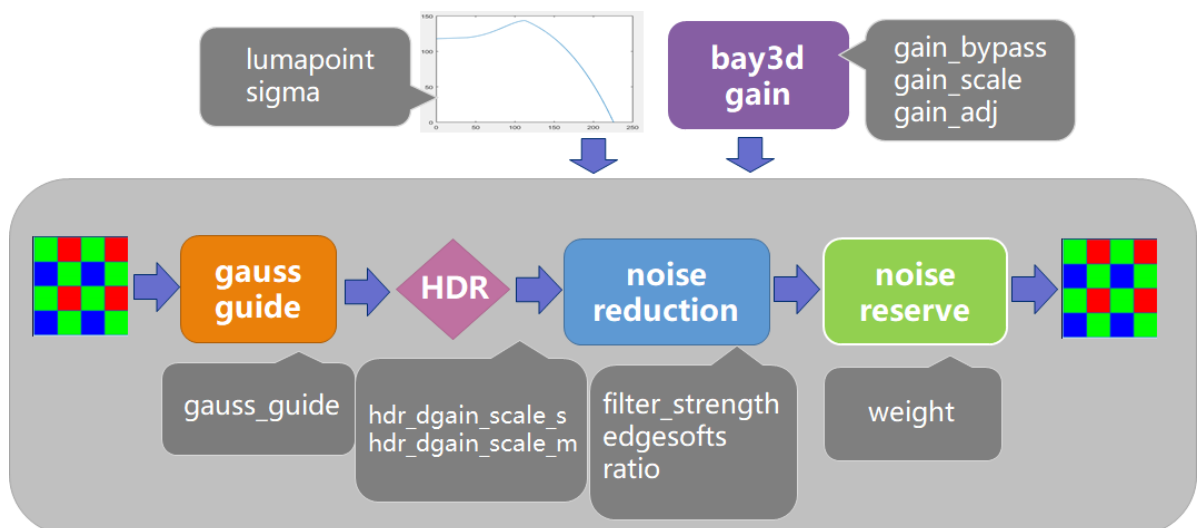 lumapoint
sigma
150
100
50
0
0
50
100
150
200
250
bay3d
gain
gain_bypass
gain_scale
gain_adj
gauss
guide
HDR
noise
reduction
noise
reserve
gauss_guide
hdr_dgain_scale_s
hdr_dgain_scale_m
filter_strength
edgesofts
ratio
weight